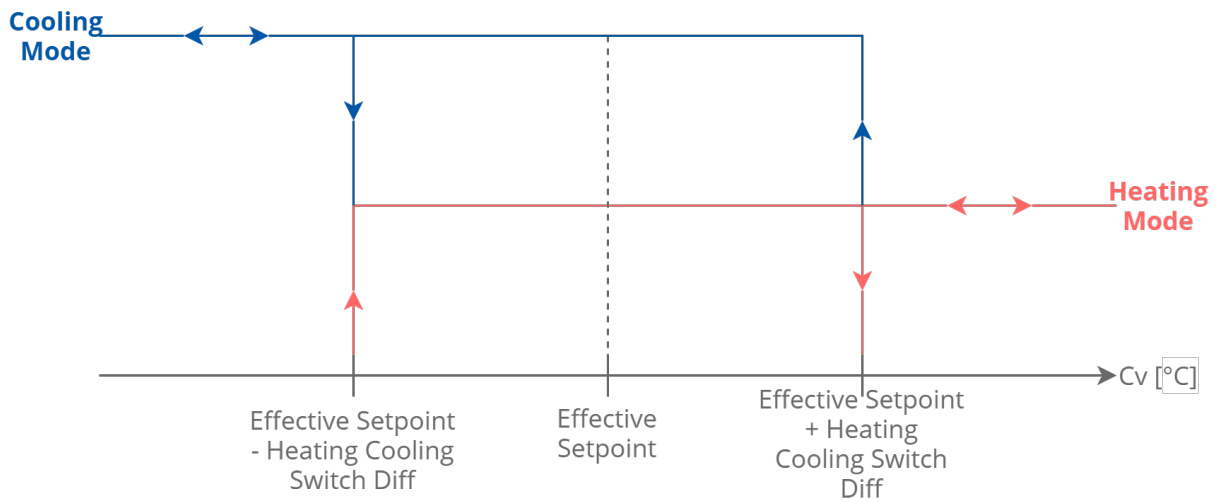 Cooling
Mode
Heating
Mode
Cv [°C]
Effective Setpoint
- Heating Cooling
Switch Diff
Effective
Setpoint
Effective Setpoint
+ Heating
Cooling Switch
Diff